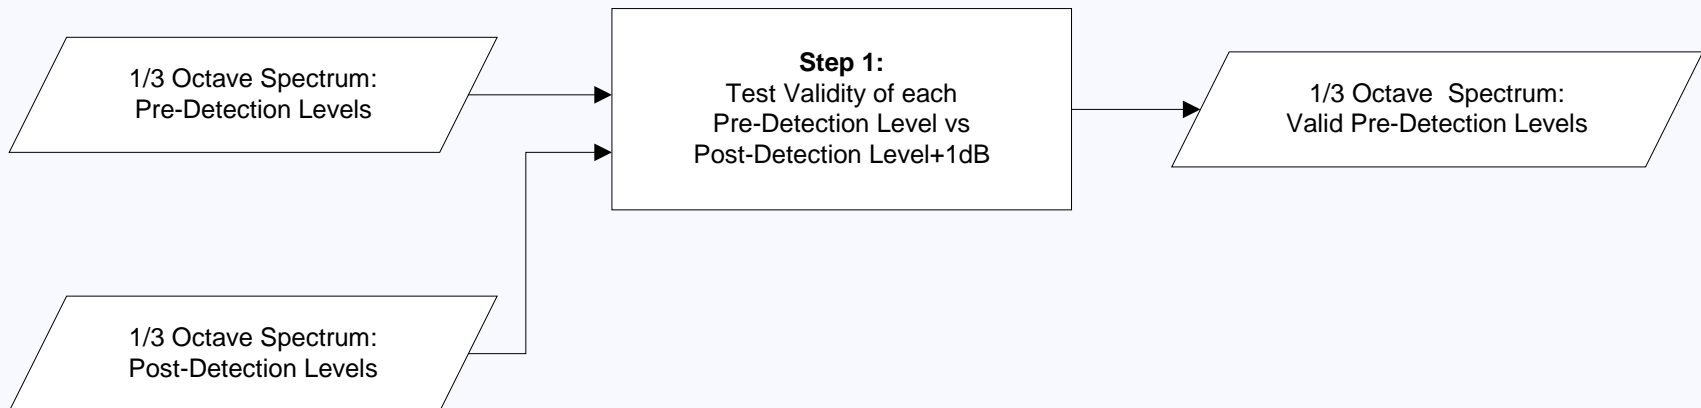 1/3 Octave Spectrum:
Pre-Detection Levels
Step 1:
Test Validity of each
Pre-Detection Level vs
Post-Detection Level+1dB
1/3 Octave  Spectrum:
Valid Pre-Detection Levels
1/3 Octave Spectrum:
Post-Detection Levels